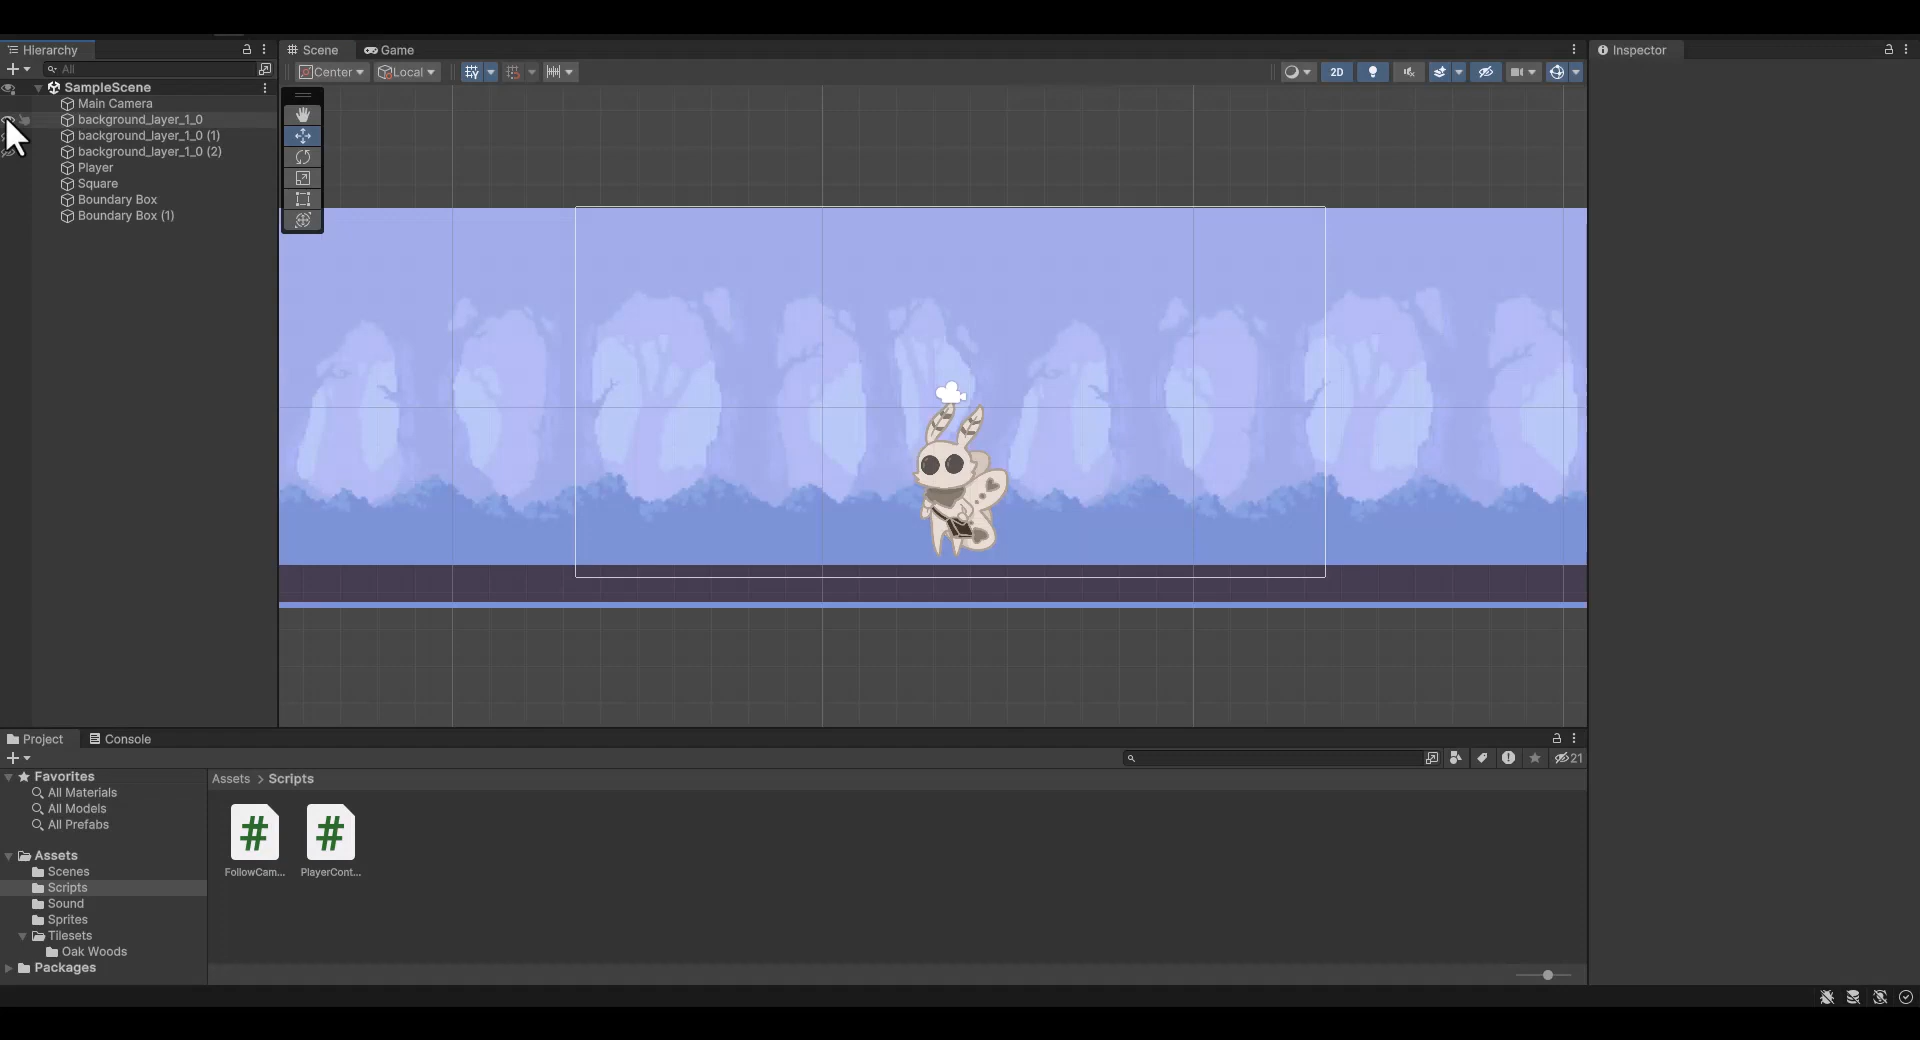 Hierarchy
All
SampleScene
Main Camera
background_layer_1_0
background_layer_1_0 (1)
background_layer_1_0 (2)
Player
Square
Boundary Box
Boundary Box (1)
Scene
Game
Center
Local
2D
Inspector
Project
Console
21
Favorites
All Materials
All Models
All Prefabs
Assets
Scenes
Scripts
Sound
Sprites
Tilesets
Oak Woods
Packages
Assets > Scripts
#
#
FollowCam...
PlayerCont...